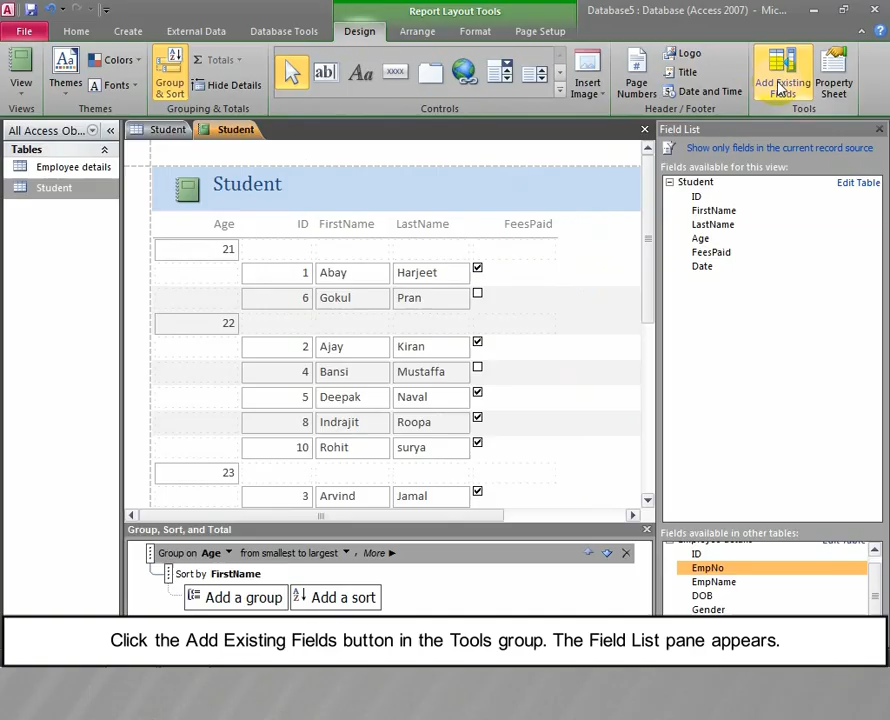 Report Layout Tools
Database5 : Database (Access 2007) - Mic...
File Home Create External Data Database Tools Design Arrange Format Page Setup
View
Views
Themes
Colors
Fonts
Themes
Group
& Sort
Σ Totals
Hide Details
Grouping & Totals
ab|
Aa
xxxx
Controls
Insert
Image
Page
Numbers
Logo
Title
Date and Time
Header / Footer
Add Existing
Fields
Property
Sheet
Tools
All Access Ob...
Tables
Employee details
Student
Student Student
Student
Age ID FirstName LastName FeesPaid
21
1 Abay Harjeet
6 Gokul Pran
22
2 Ajay Kiran
4 Bansi Mustaffa
5 Deepak Naval
8 Indrajit Roopa
10 Rohit surya
23
3 Arvind Jamal
Group, Sort, and Total
Group on Age from smallest to largest , More
Sort by FirstName
Add a group Add a sort
Field List
Show only fields in the current record source
Fields available for this view:
Student Edit Table
ID
FirstName
LastName
Age
FeesPaid
Date
Fields available in other tables:
Employee details Edit Table
ID
EmpNo
EmpName
DOB
Gender
Click the Add Existing Fields button in the Tools group. The Field List pane appears.